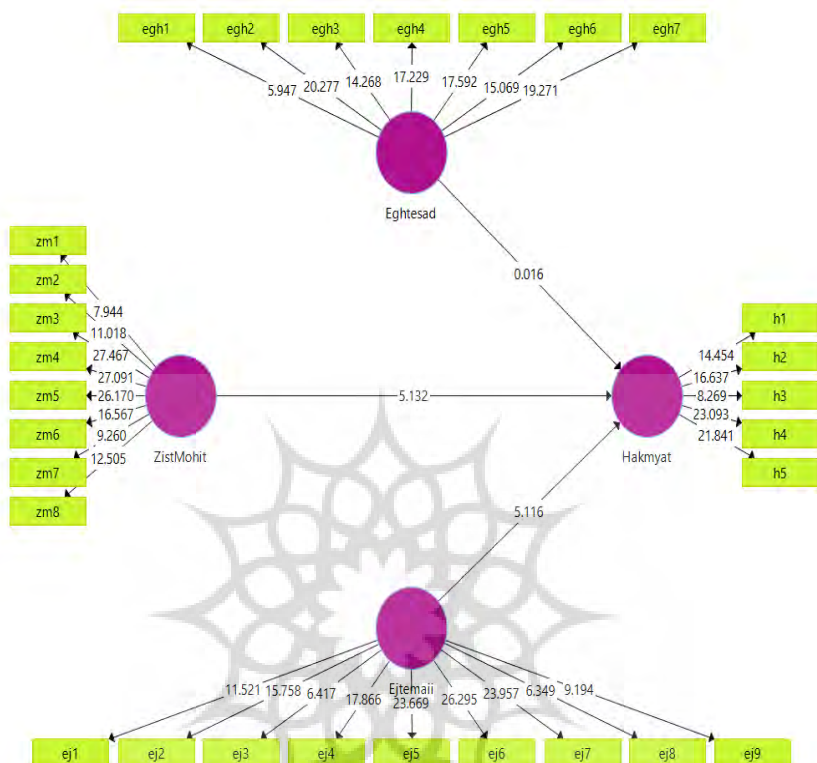 egh1 egh2 egh3 egh4 egh5 egh6 egh7
5.947 20.277 14.268 17.229 17.592 15.069 19.271
Eghtesad
zm1
zm2
zm3
zm4
zm5
zm6
zm7
zm8
7.944
11.018
27.467
27.091
26.170
16.567
9.260
12.505
ZistMohit
0.016
5.132
5.116
Hakmyat
14.454
16.637
8.269
23.093
21.841
h1
h2
h3
h4
h5
Ejtemaii
11.521 15.758 6.417 17.866 23.669 26.295 23.957 6.349 9.194
ej1 ej2 ej3 ej4 ej5 ej6 ej7 ej8 ej9